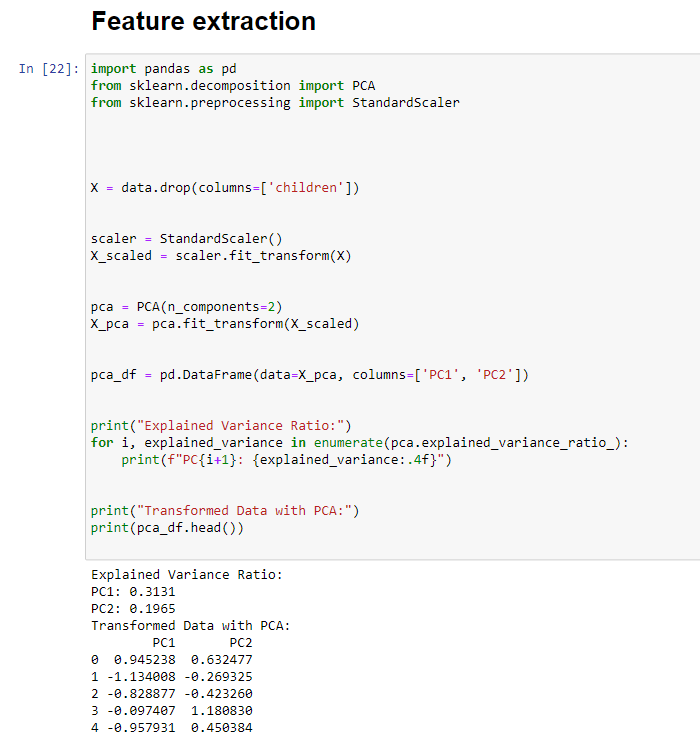 Feature extraction
In [22]: import pandas as pd
from sklearn.decomposition import PCA
from sklearn.preprocessing import StandardScaler
X = data.drop(columns=['children'])
scaler = StandardScaler()
X_scaled = scaler.fit_transform(X)
pca = PCA(n_components=2)
X_pca = pca.fit_transform(X_scaled)
pca_df = pd.DataFrame(data=X_pca, columns=['PC1', 'PC2'])
print("Explained Variance Ratio:")
for i, explained_variance in enumerate(pca.explained_variance_ratio_):
    print(f"PC{i+1}: {explained_variance:.4f}")
print("Transformed Data with PCA:")
print(pca_df.head())
Explained Variance Ratio:
PC1: 0.3131
PC2: 0.1965
Transformed Data with PCA:
        PC1       PC2
0  0.945238  0.632477
1 -1.134008 -0.269325
2 -0.828877 -0.423260
3 -0.097407  1.180830
4 -0.957931  0.450384